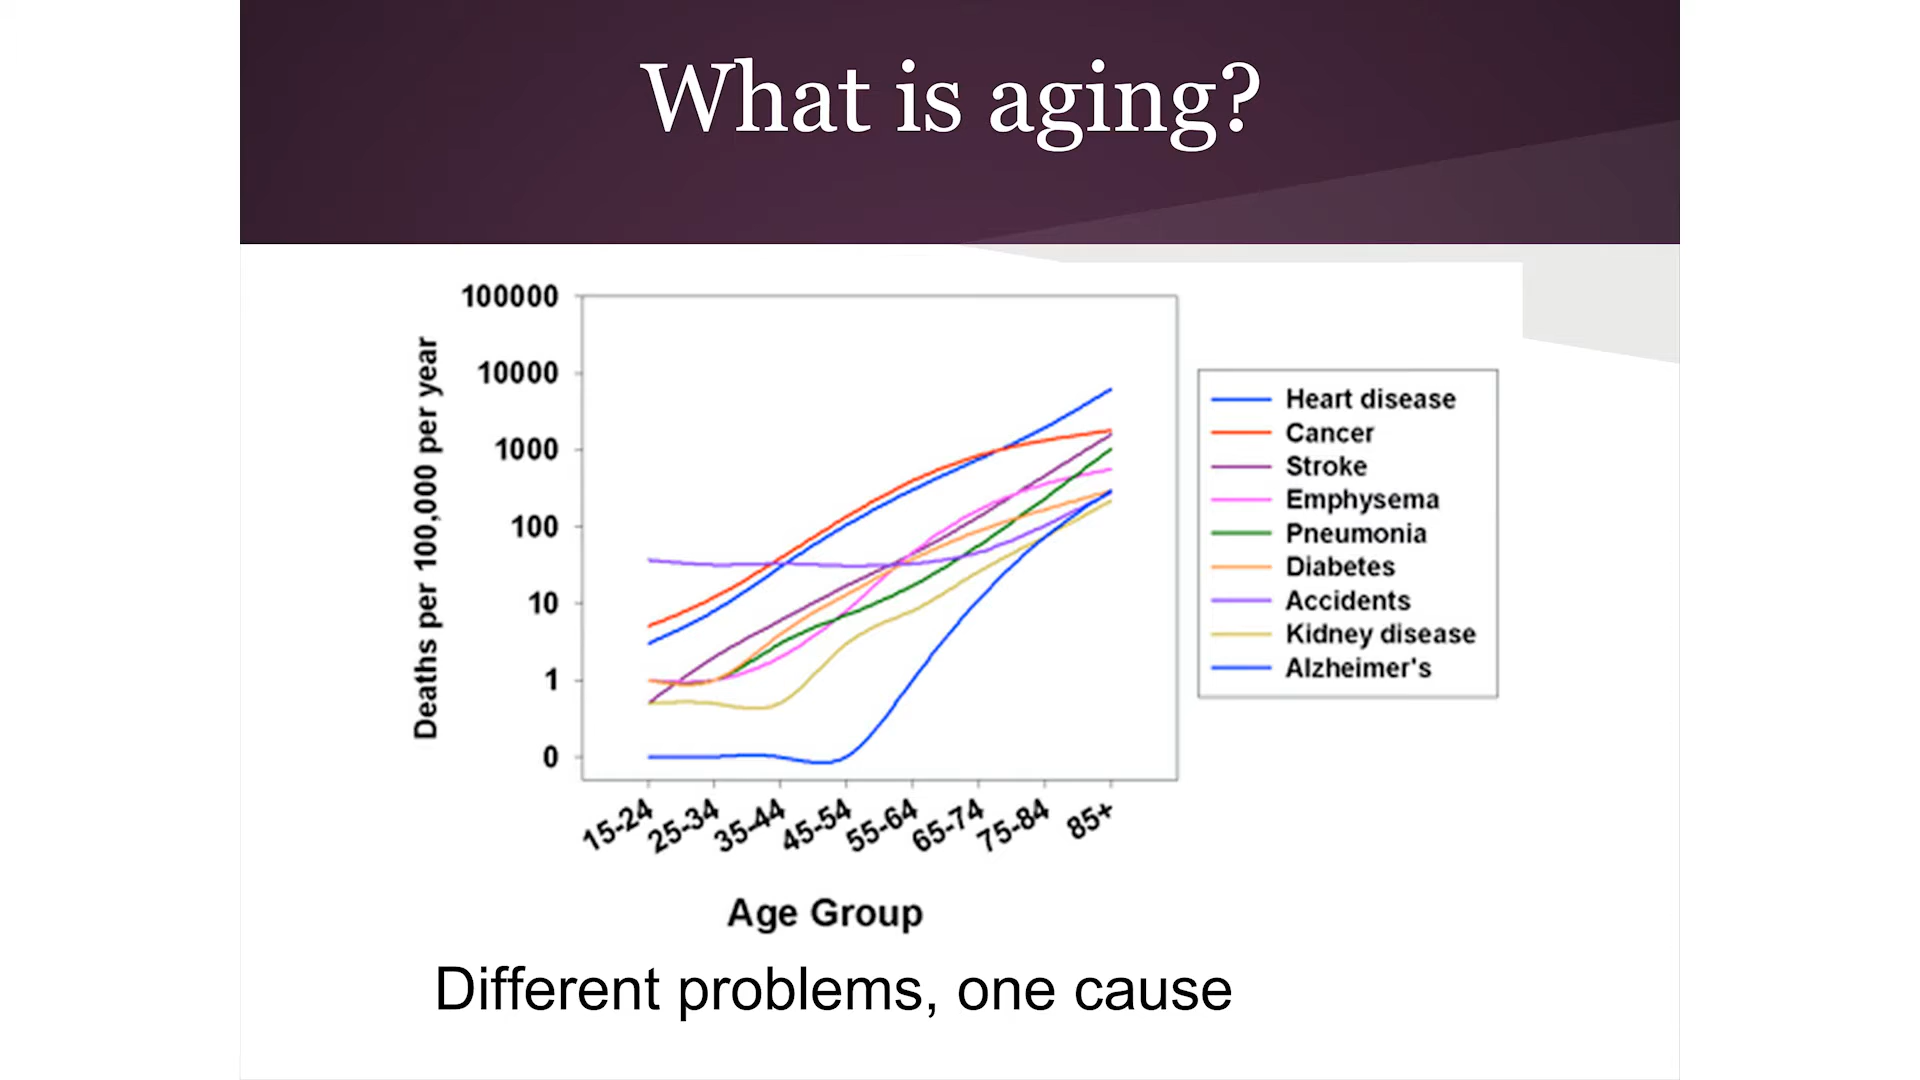 What is aging?
100000
10000
1000
100
10
1
0
Deaths per 100,000 per year
Heart disease
Cancer
Stroke
Emphysema
Pneumonia
Diabetes
Accidents
Kidney disease
Alzheimer's
15-24
25-34
35-44
45-54
55-64
65-74
75-84
85+
Age Group
Different problems, one cause